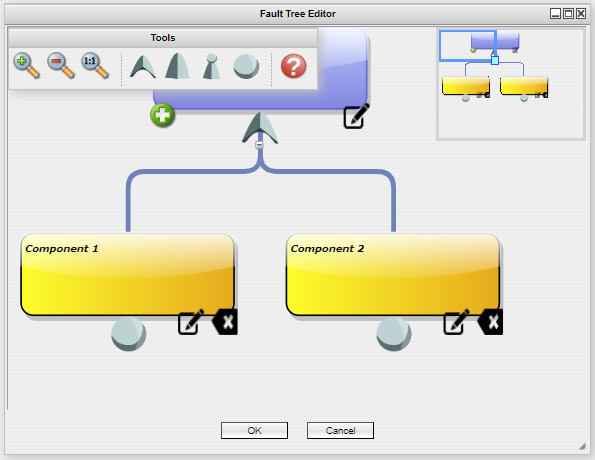 Fault Tree Editor
Tools
1:1
?
Component 1
Component 2
OK
Cancel